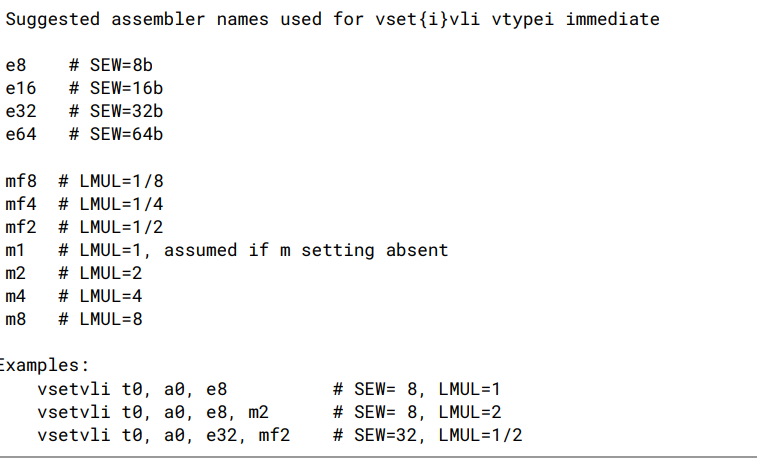 Suggested assembler names used for vset{i}vli vtypei immediate
e8 # SEW=8b
e16 # SEW=16b
e32 # SEW=32b
e64 # SEW=64b
mf8 # LMUL=1/8
mf4 # LMUL=1/4
mf2 # LMUL=1/2
m1 # LMUL=1, assumed if m setting absent
m2 # LMUL=2
m4 # LMUL=4
m8 # LMUL=8
Examples:
vsetvli t0, a0, e8 # SEW= 8, LMUL=1
vsetvli t0, a0, e8, m2 # SEW= 8, LMUL=2
vsetvli t0, a0, e32, mf2 # SEW=32, LMUL=1/2